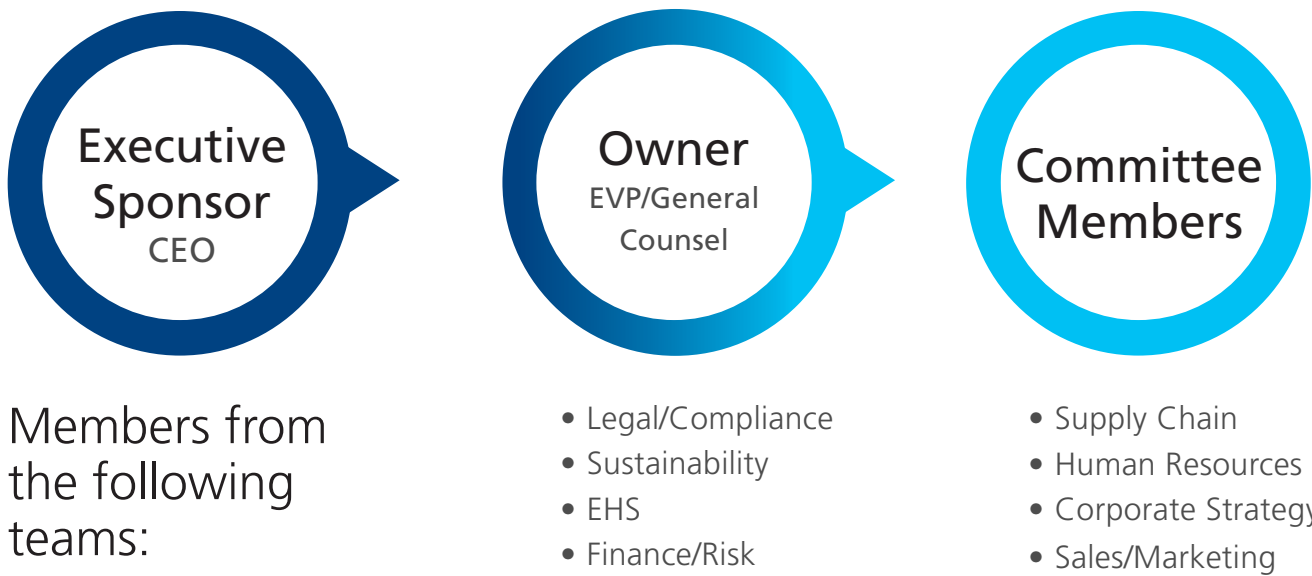 Executive
Sponsor
CEO
Owner
EVP/General
Counsel
Committee
Members
Members from
the following
teams:
• Legal/Compliance
• Sustainability
• EHS
• Finance/Risk
• Supply Chain
• Human Resources
• Corporate Strategy
• Sales/Marketing